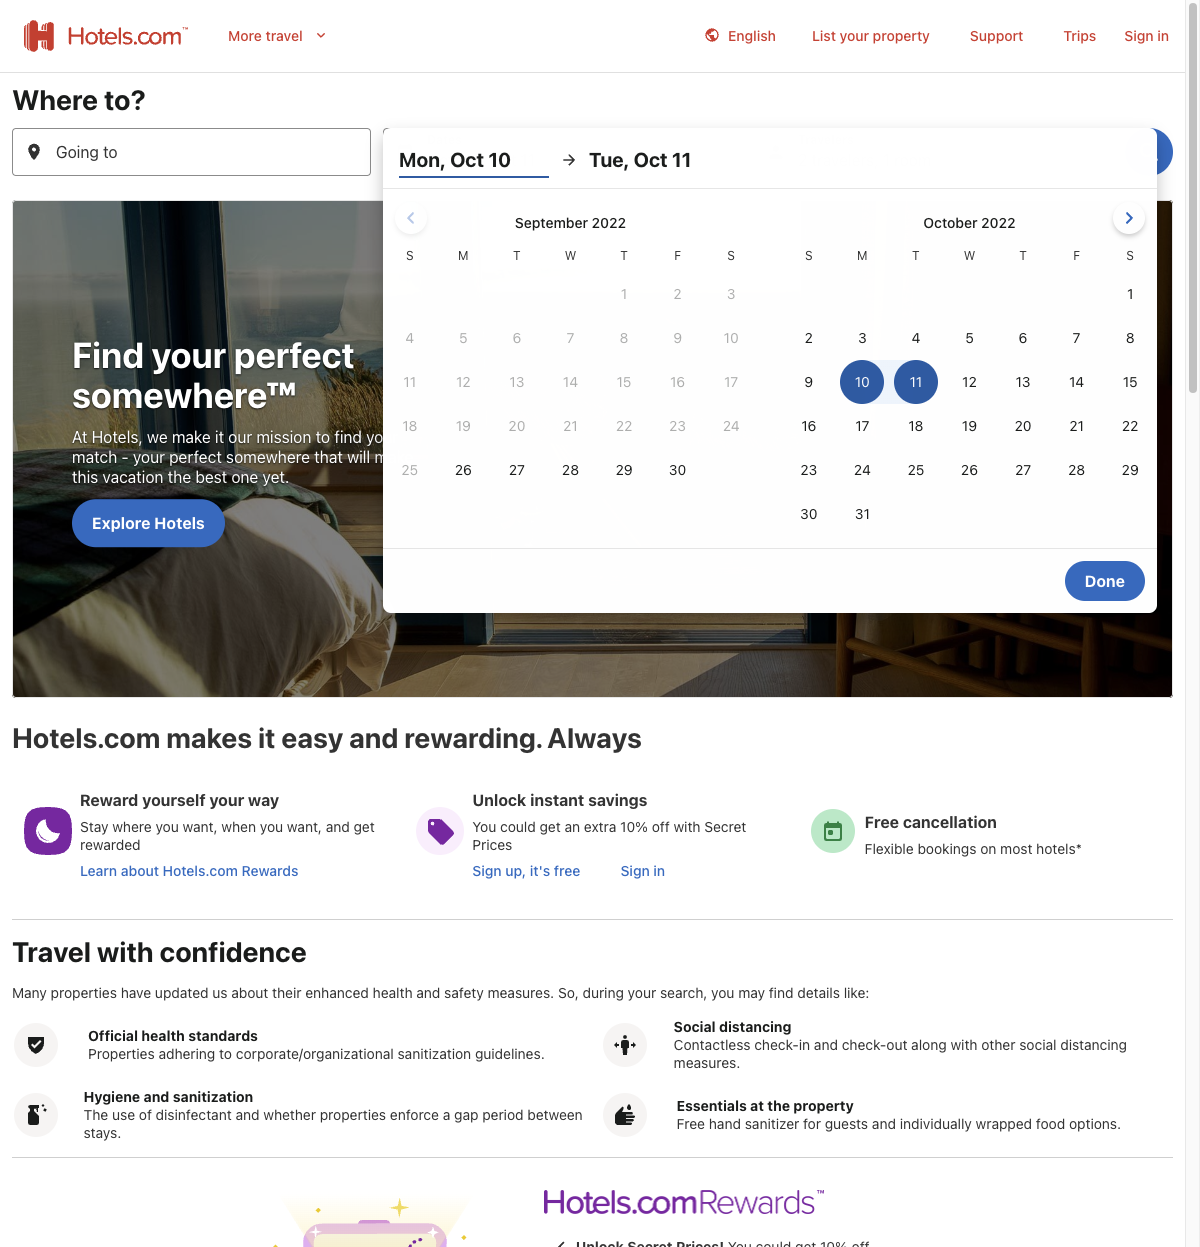 Hotels.com™
More travel
English
List your property
Support
Trips
Sign in
Where to?
Going to
Mon, Oct 10
Tue, Oct 11
September 2022
S M T W T F S
1 2 3
4 5 6 7 8 9 10
11 12 13 14 15 16 17
18 19 20 21 22 23 24
25 26 27 28 29 30
October 2022
S M T W T F S
1
2 3 4 5 6 7 8
9 10 11 12 13 14 15
16 17 18 19 20 21 22
23 24 25 26 27 28 29
30 31
Done
Find your perfect
somewhere™
At Hotels, we make it our mission to find yo
match - your perfect somewhere that will m
this vacation the best one yet.
Explore Hotels
Hotels.com makes it easy and rewarding. Always
Reward yourself your way
Stay where you want, when you want, and get
rewarded
Learn about Hotels.com Rewards
Unlock instant savings
You could get an extra 10% off with Secret
Prices
Sign up, it's free
Sign in
Free cancellation
Flexible bookings on most hotels*
Travel with confidence
Many properties have updated us about their enhanced health and safety measures. So, during your search, you may find details like:
Official health standards
Properties adhering to corporate/organizational sanitization guidelines.
Social distancing
Contactless check-in and check-out along with other social distancing
measures.
Hygiene and sanitization
The use of disinfectant and whether properties enforce a gap period between
stays.
Essentials at the property
Free hand sanitizer for guests and individually wrapped food options.
Hotels.com Rewards™
Unlock Secret Prices! You could get 10% off